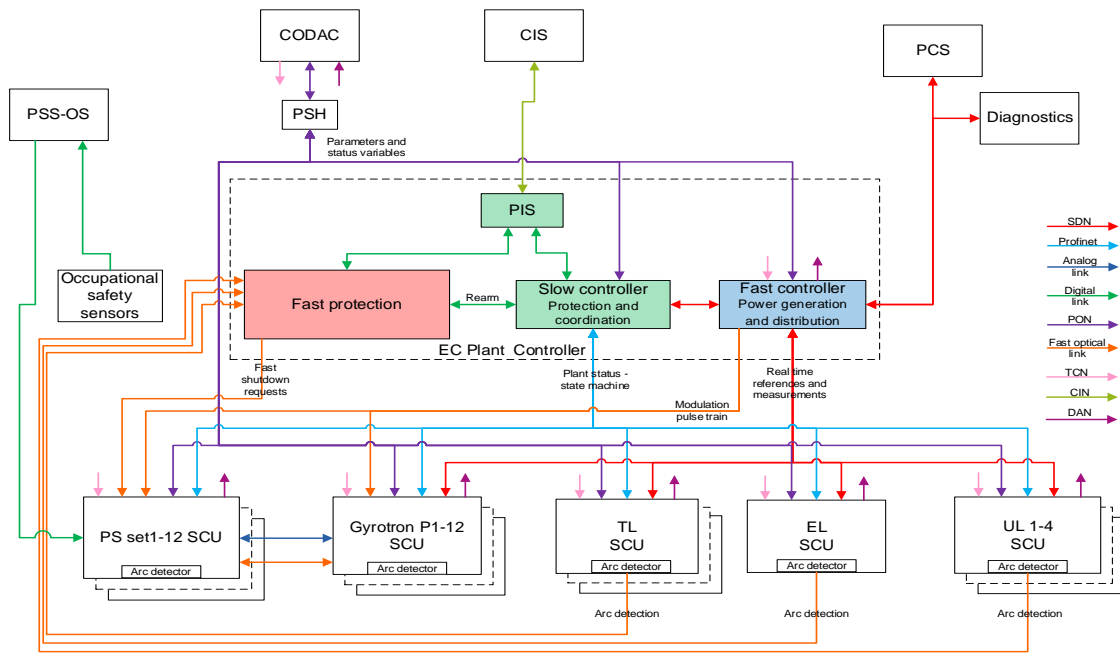 CODAC
CIS
PCS
PSS-OS
PSH
Diagnostics
Parameters and
status variables
PIS
SDN
Profinet
Analog
link
Digital
link
PON
Fast optical
link
TCN
CIN
DAN
Occupational
safety
sensors
Fast protection
Rearm
Slow controller
Protection and
coordination
Fast controller
Power generation
and distribution
EC Plant Controller
Fast
shutdown
requests
Plant status -
state machine
Real time
references and
measurements
Modulation
pulse train
PS set1-12 SCU
Arc detector
Gyrotron P1-12
SCU
Arc detector
TL
SCU
Arc detector
EL
SCU
Arc detector
UL 1-4
SCU
Arc detector
Arc detection
Arc detection
Arc detection